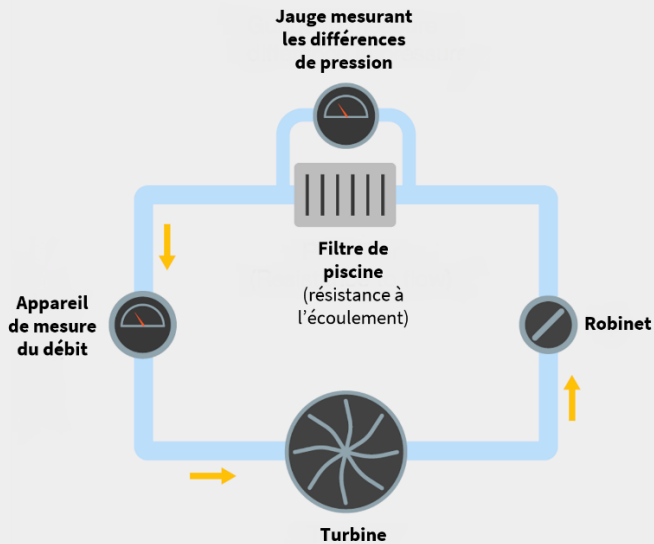 Jauge mesurant
les différences
de pression
Filtre de
piscine
(résistance à
l'écoulement)
Appareil
de mesure
du débit
Robinet
Turbine